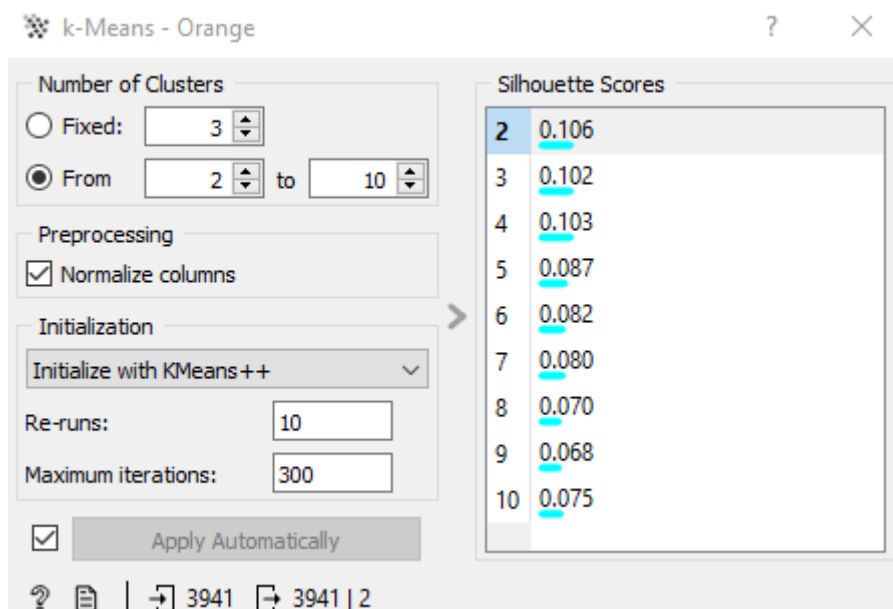 k-Means - Orange
Number of Clusters
Fixed: 3
From 2 to 10
Preprocessing
Normalize columns
Initialization
Initialize with KMeans++
Re-runs: 10
Maximum iterations: 300
Apply Automatically
? 3941 3941 | 2
Silhouette Scores
2 0.106
3 0.102
4 0.103
5 0.087
6 0.082
7 0.080
8 0.070
9 0.068
10 0.075